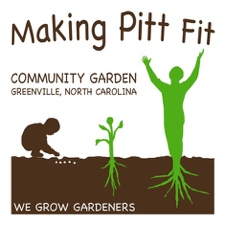 Making Pitt Fit
COMMUNITY GARDEN
GREENVILLE, NORTH CAROLINA
WE GROW GARDENERS